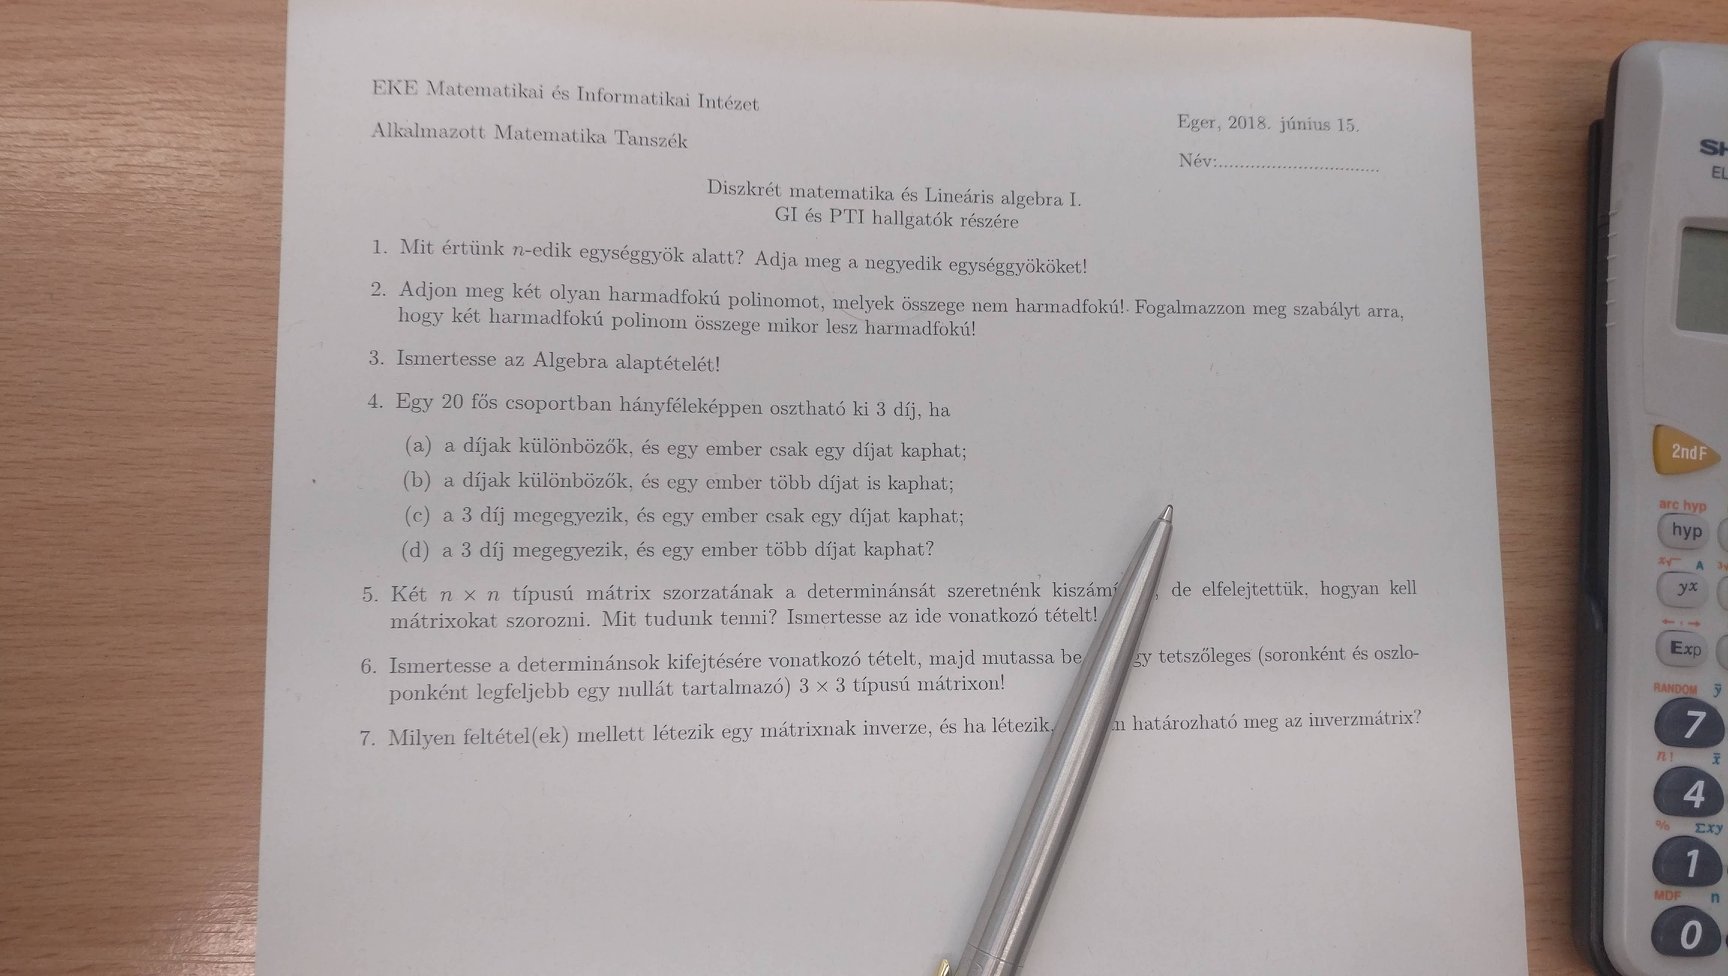 EKE Matematikai és Informatikai Intézet
Alkalmazott Matematika Tanszék
Eger, 2018. június 15.
Név:..............................
Diszkrét matematika és Lineáris algebra I.
GI és PTI hallgatók részére
1. Mit értünk n-edik egységgyök alatt? Adja meg a negyedik egységgyököket!
2. Adjon meg két olyan harmadfokú polinomot, melyek összege nem harmadfokú!. Fogalmazzon meg szabályt arra,
hogy két harmadfokú polinom összege mikor lesz harmadfokú!
3. Ismertesse az Algebra alaptételét!
4. Egy 20 fős csoportban hányféleképpen osztható ki 3 díj, ha
(a) a díjak különbözők, és egy ember csak egy díjat kaphat;
(b) a díjak különbözők, és egy ember több díjat is kaphat;
(c) a 3 díj megegyezik, és egy ember csak egy díjat kaphat;
(d) a 3 díj megegyezik, és egy ember több díjat kaphat?
5. Két n × n típusú mátrix szorzatának a determinánsát szeretnénk , de elfelejtettük, hogyan kell
mátrixokat szorozni. Mit tudunk tenni? Ismertesse az ide vonatkozó tételt!
6. Ismertesse a determinánsok kifejtésére vonatkozó tételt, majd mutassa be tetszőleges (soronként és oszlo-
ponként legfeljebb egy nullát tartalmazó) 3 × 3 típusú mátrixon!
7. Milyen feltétel(ek) mellett létezik egy mátrixnak inverze, és ha létezik, határozható meg az inverzmátrix?
SH
EL
2ndF
arc hyp
hyp
A
yx
Exp
RANDOM
7
n!
4
% Σxy
1
MDF n
0